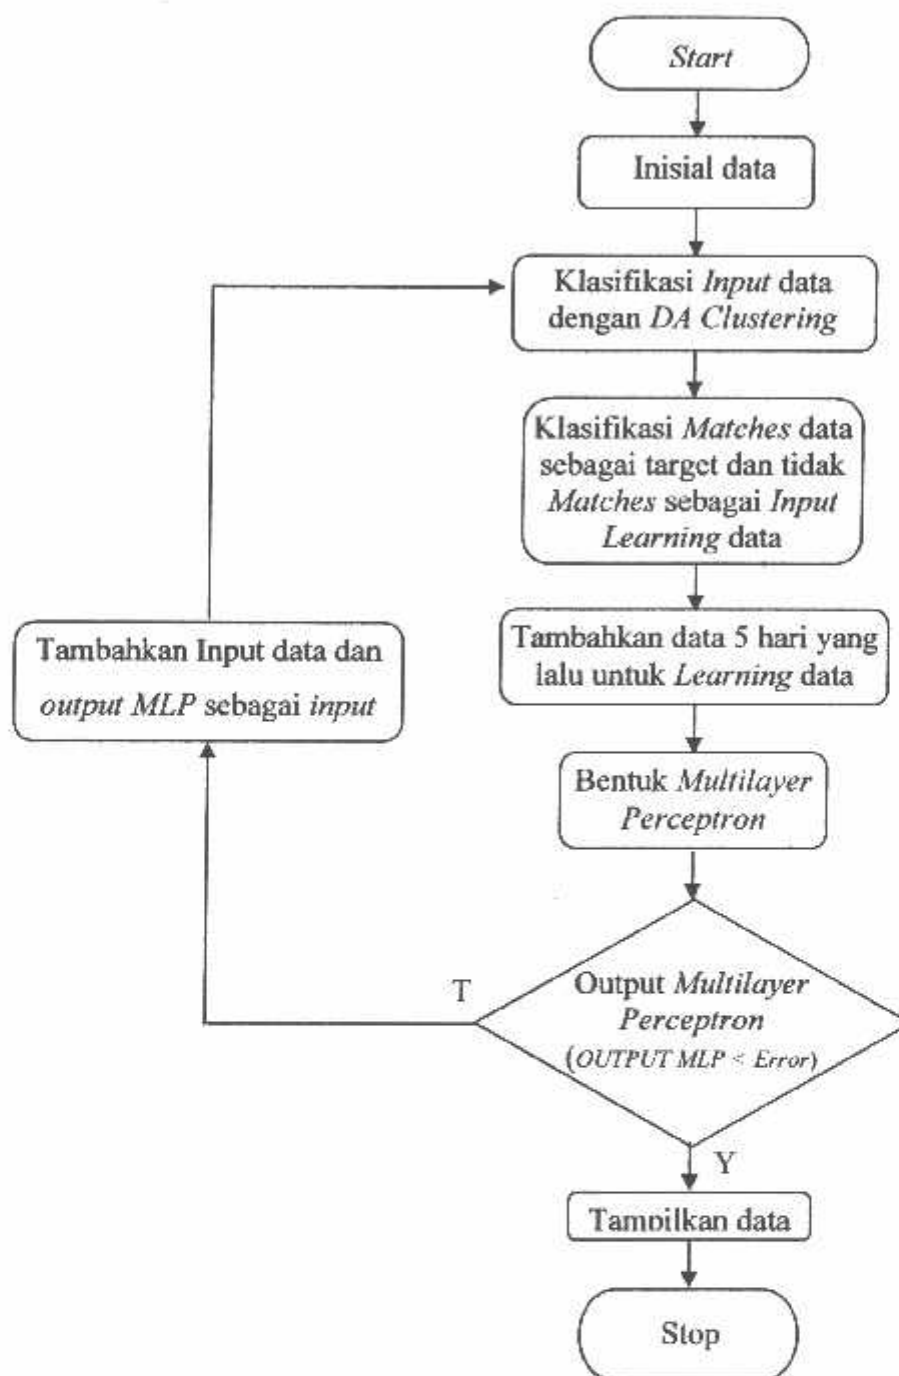 Start
Inisial data
Klasifikasi Input data
dengan DA Clustering
Klasifikasi Matches data
sebagai target dan tidak
Matches sebagai Input
Learning data
Tambahkan data 5 hari yang
lalu untuk Learning data
Tambahkan Input data dan
output MLP sebagai input
Bentuk Multilayer
Perceptron
T
Output Multilayer
Perceptron
(OUTPUT MLP < Error)
Y
Tampilkan data
Stop